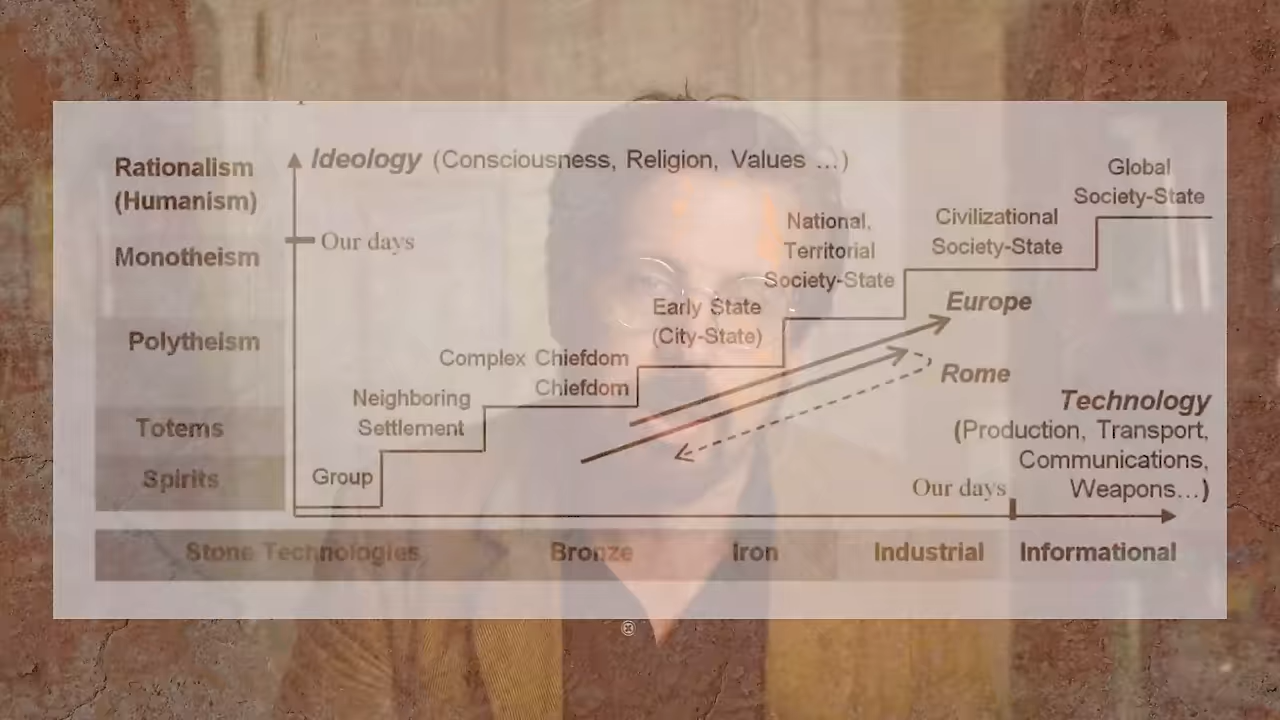 Rationalism
(Humanism)
Monotheism
Polytheism
Totems
Spirits
Ideology (Consciousness, Religion, Values ...)
Our days
Group
Neighboring
Settlement
Complex Chiefdom
Chiefdom
Early State
(City-State)
National,
Territorial
Society-State
Civilizational
Society-State
Global
Society-State
Europe
Rome
Technology
(Production, Transport,
Communications,
Weapons...)
Our days
Stone Technologies Bronze Iron Industrial Informational